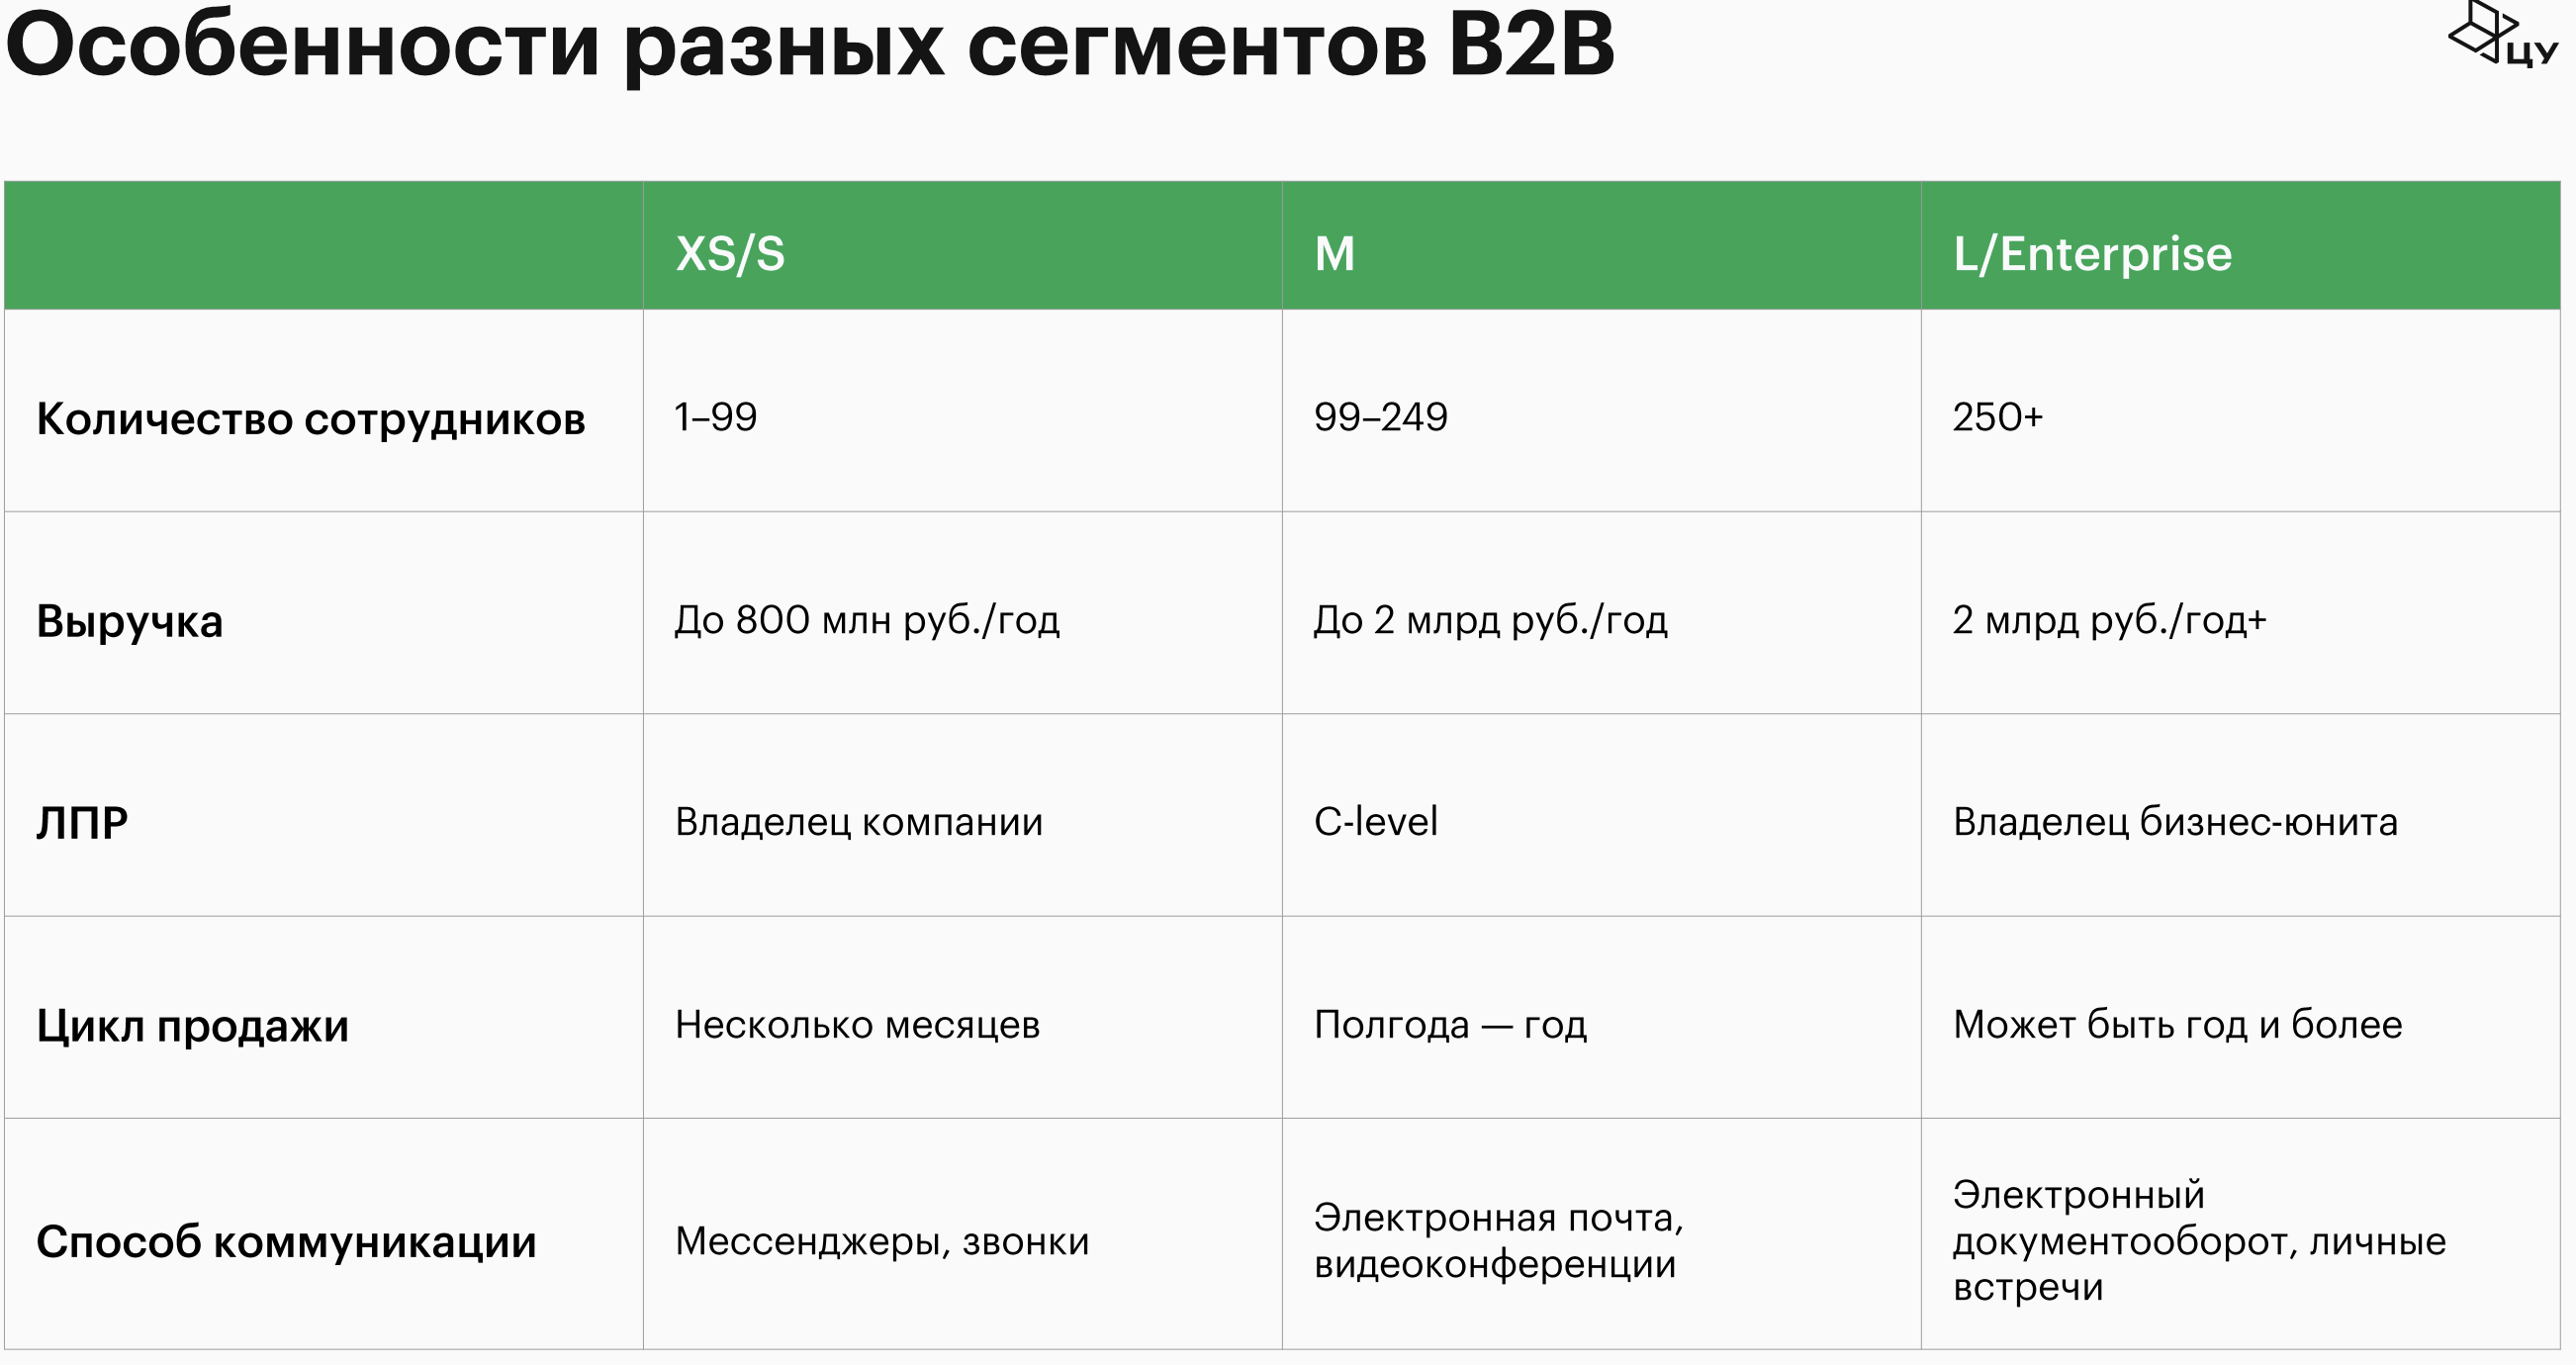 Особенности разных сегментов B2B
ЦУ
XS/S
M
L/Enterprise
Количество сотрудников
1–99
99–249
250+
Выручка
До 800 млн руб./год
До 2 млрд руб./год
2 млрд руб./год+
ЛПР
Владелец компании
C-level
Владелец бизнес-юнита
Цикл продажи
Несколько месяцев
Полгода — год
Может быть год и более
Способ коммуникации
Мессенджеры, звонки
Электронная почта,
видеоконференции
Электронный
документооборот, личные
встречи